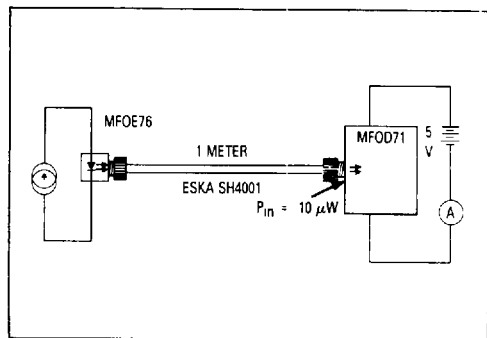 MFOE76
1 METER
ESKA SH4001
P_in = 10 μW
MFOD71
5
V
A